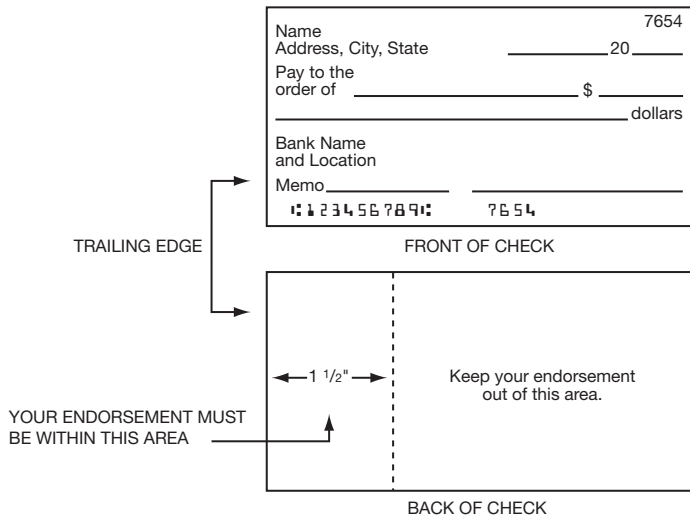 7654
Name
Address, City, State 20
Pay to the
order of $
dollars
Bank Name
and Location
Memo
⑆123456789⑆ 7654
TRAILING EDGE
FRONT OF CHECK
1 1/2"
Keep your endorsement
out of this area.
YOUR ENDORSEMENT MUST
BE WITHIN THIS AREA
BACK OF CHECK